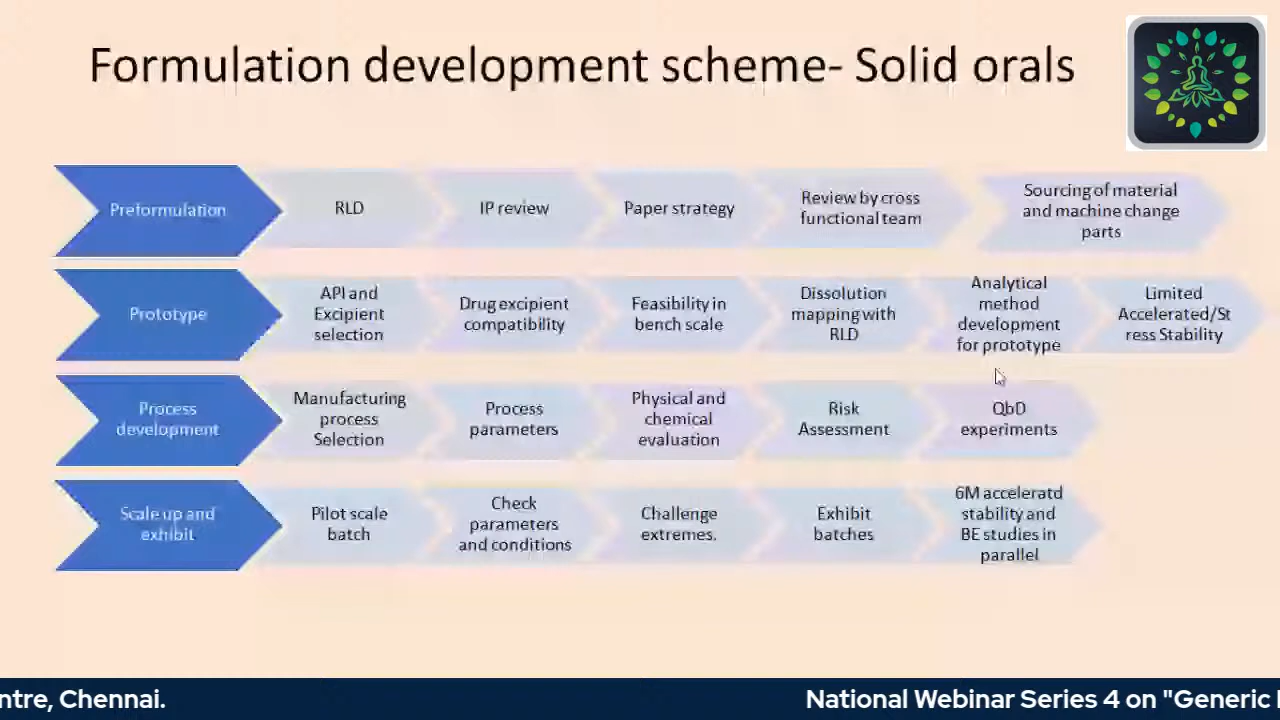 Formulation development scheme- Solid orals
Preformulation
RLD
IP review
Paper strategy
Review by cross
functional team
Sourcing of material
and machine change
parts
Prototype
API and
Excipient
selection
Drug excipient
compatibility
Feasibility in
bench scale
Dissolution
mapping with
RLD
Analytical
method
development
for prototype
Limited
Accelerated/St
ress Stability
Process
development
Manufacturing
process
Selection
Process
parameters
Physical and
chemical
evaluation
Risk
Assessment
QbD
experiments
Scale up and
exhibit
Pilot scale
batch
Check
parameters
and conditions
Challenge
extremes.
Exhibit
batches
6M acceleratd
stability and
BE studies in
parallel
ntre, Chennai.
National Webinar Series 4 on "Generic